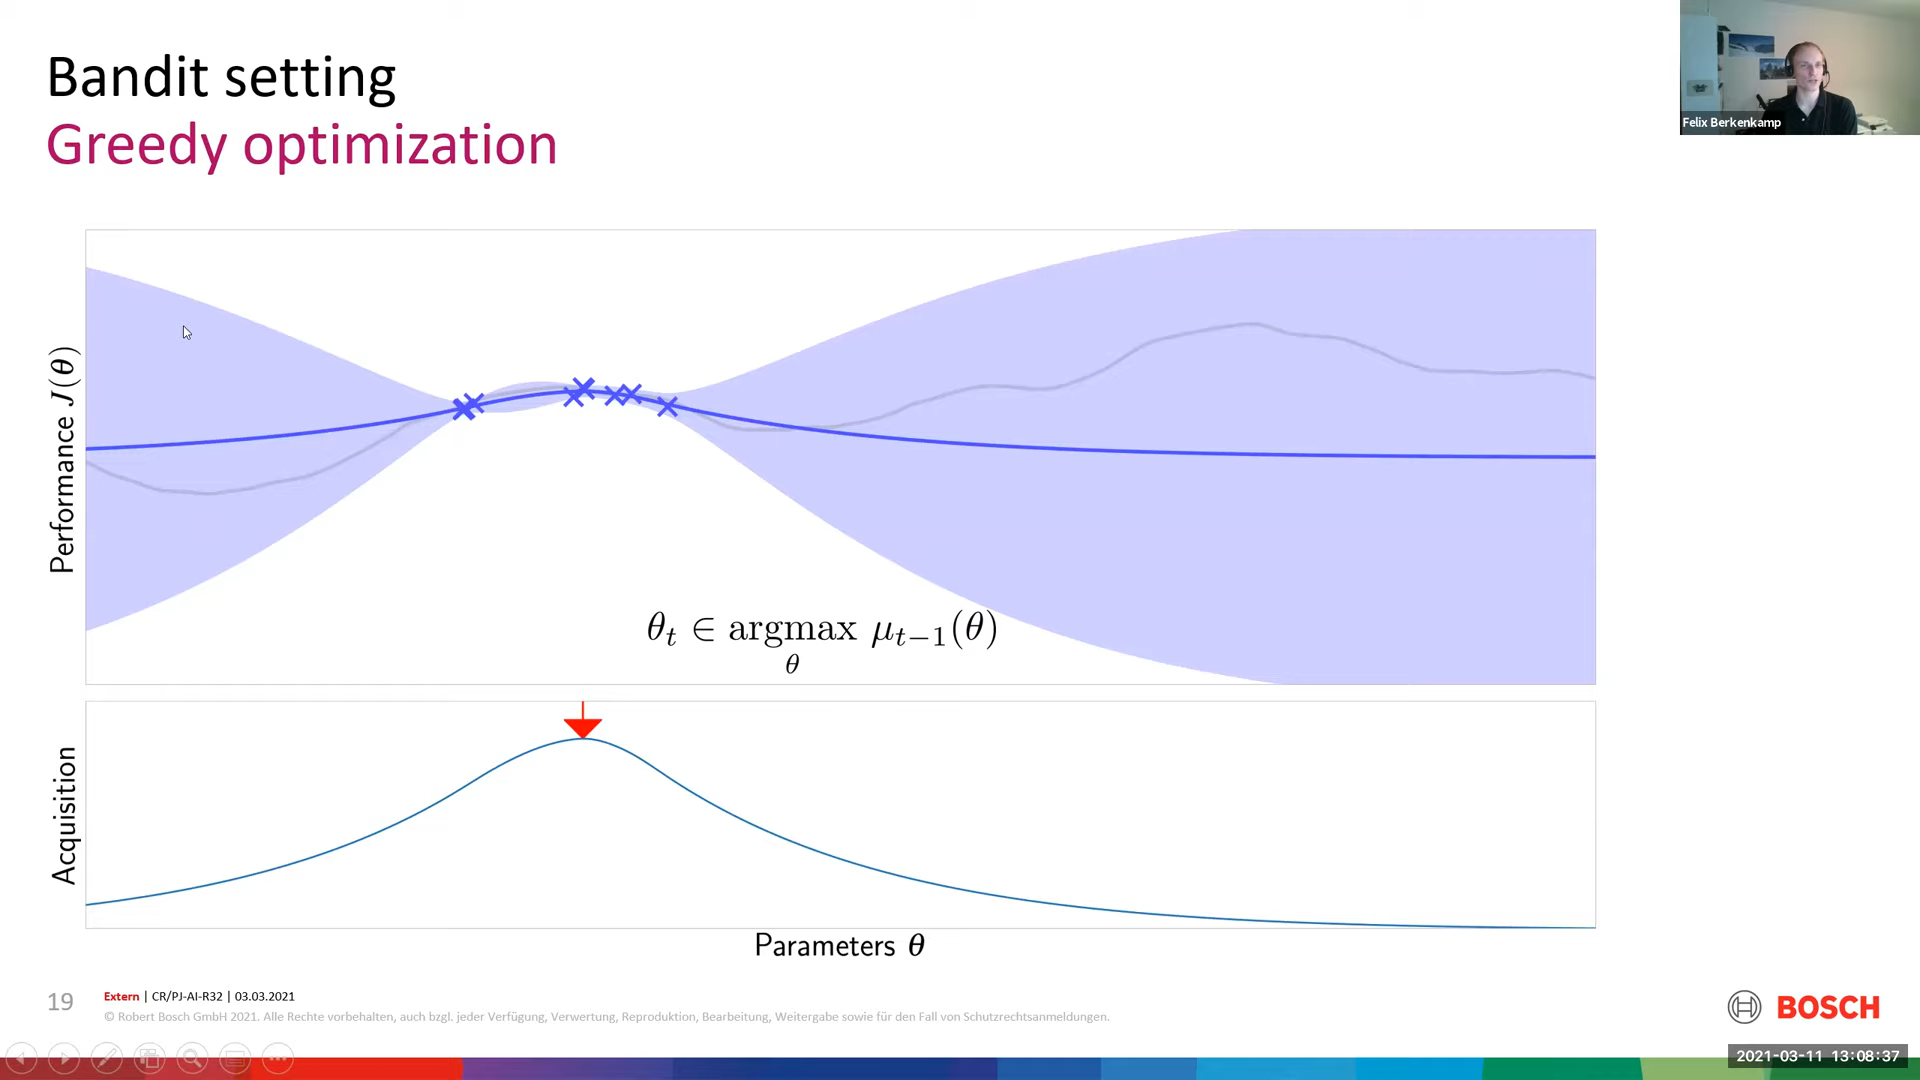 Bandit setting
Greedy optimization
Felix Berkenkamp
Performance J(θ)
θ_t ∈ argmax μ_{t−1}(θ)
θ
Acquisition
Parameters θ
19
Extern | CR/PJ-AI-R32 | 03.03.2021
© Robert Bosch GmbH 2021. Alle Rechte vorbehalten, auch bzgl. jeder Verfügung, Verwertung, Reproduktion, Bearbeitung, Weitergabe sowie für den Fall von Schutzrechtsanmeldungen.
BOSCH
2021-03-11 13:08:37